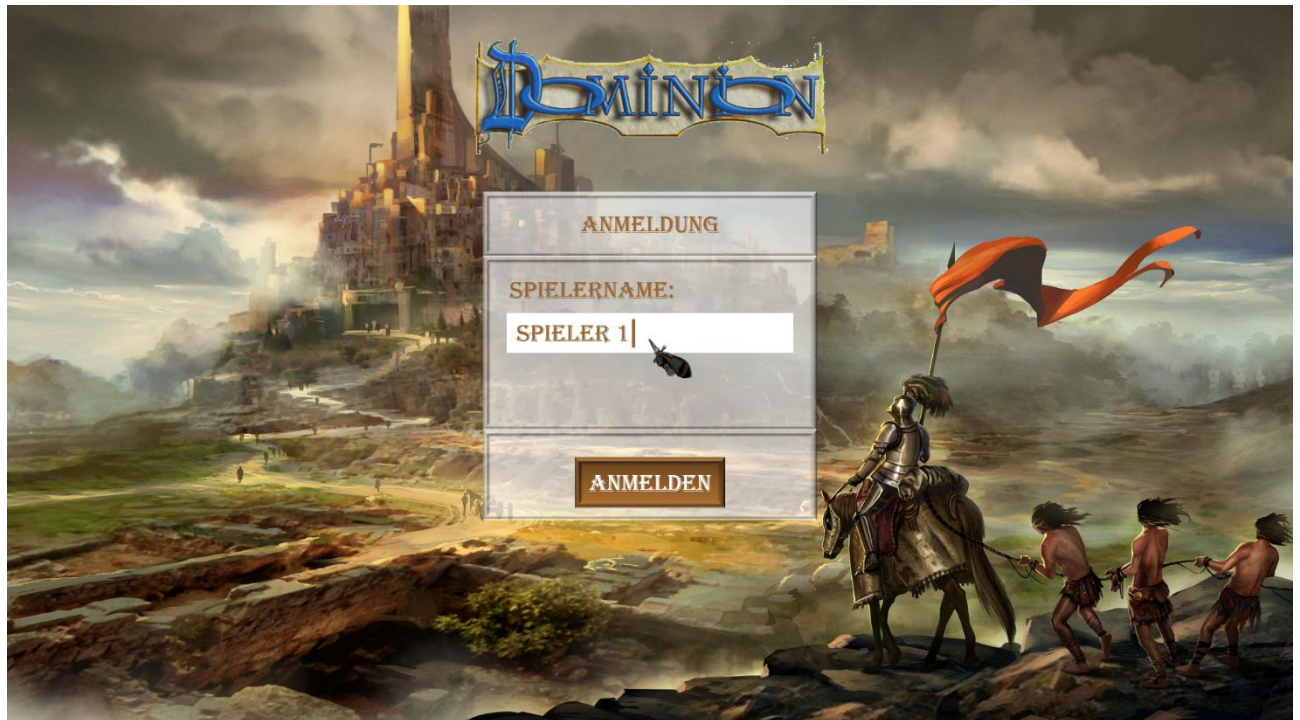 DOMINION
ANMELDUNG
SPIELERNAME:
SPIELER 1
ANMELDEN